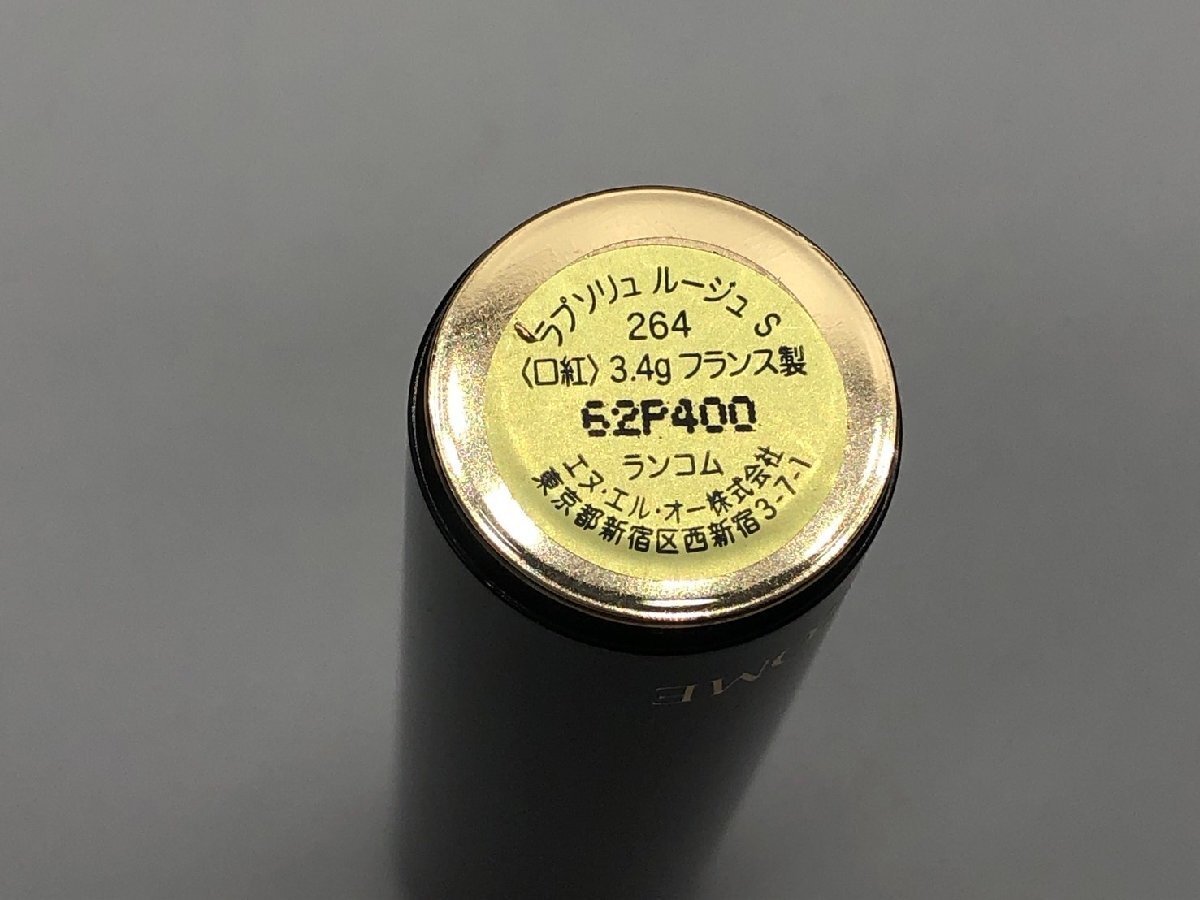 ラプソリュ ルージュ S
264
〈口紅〉3.4g フランス製
62P400
ランコム
エヌ・エル・オー株式会社
東京都新宿区西新宿3-7-1
OME